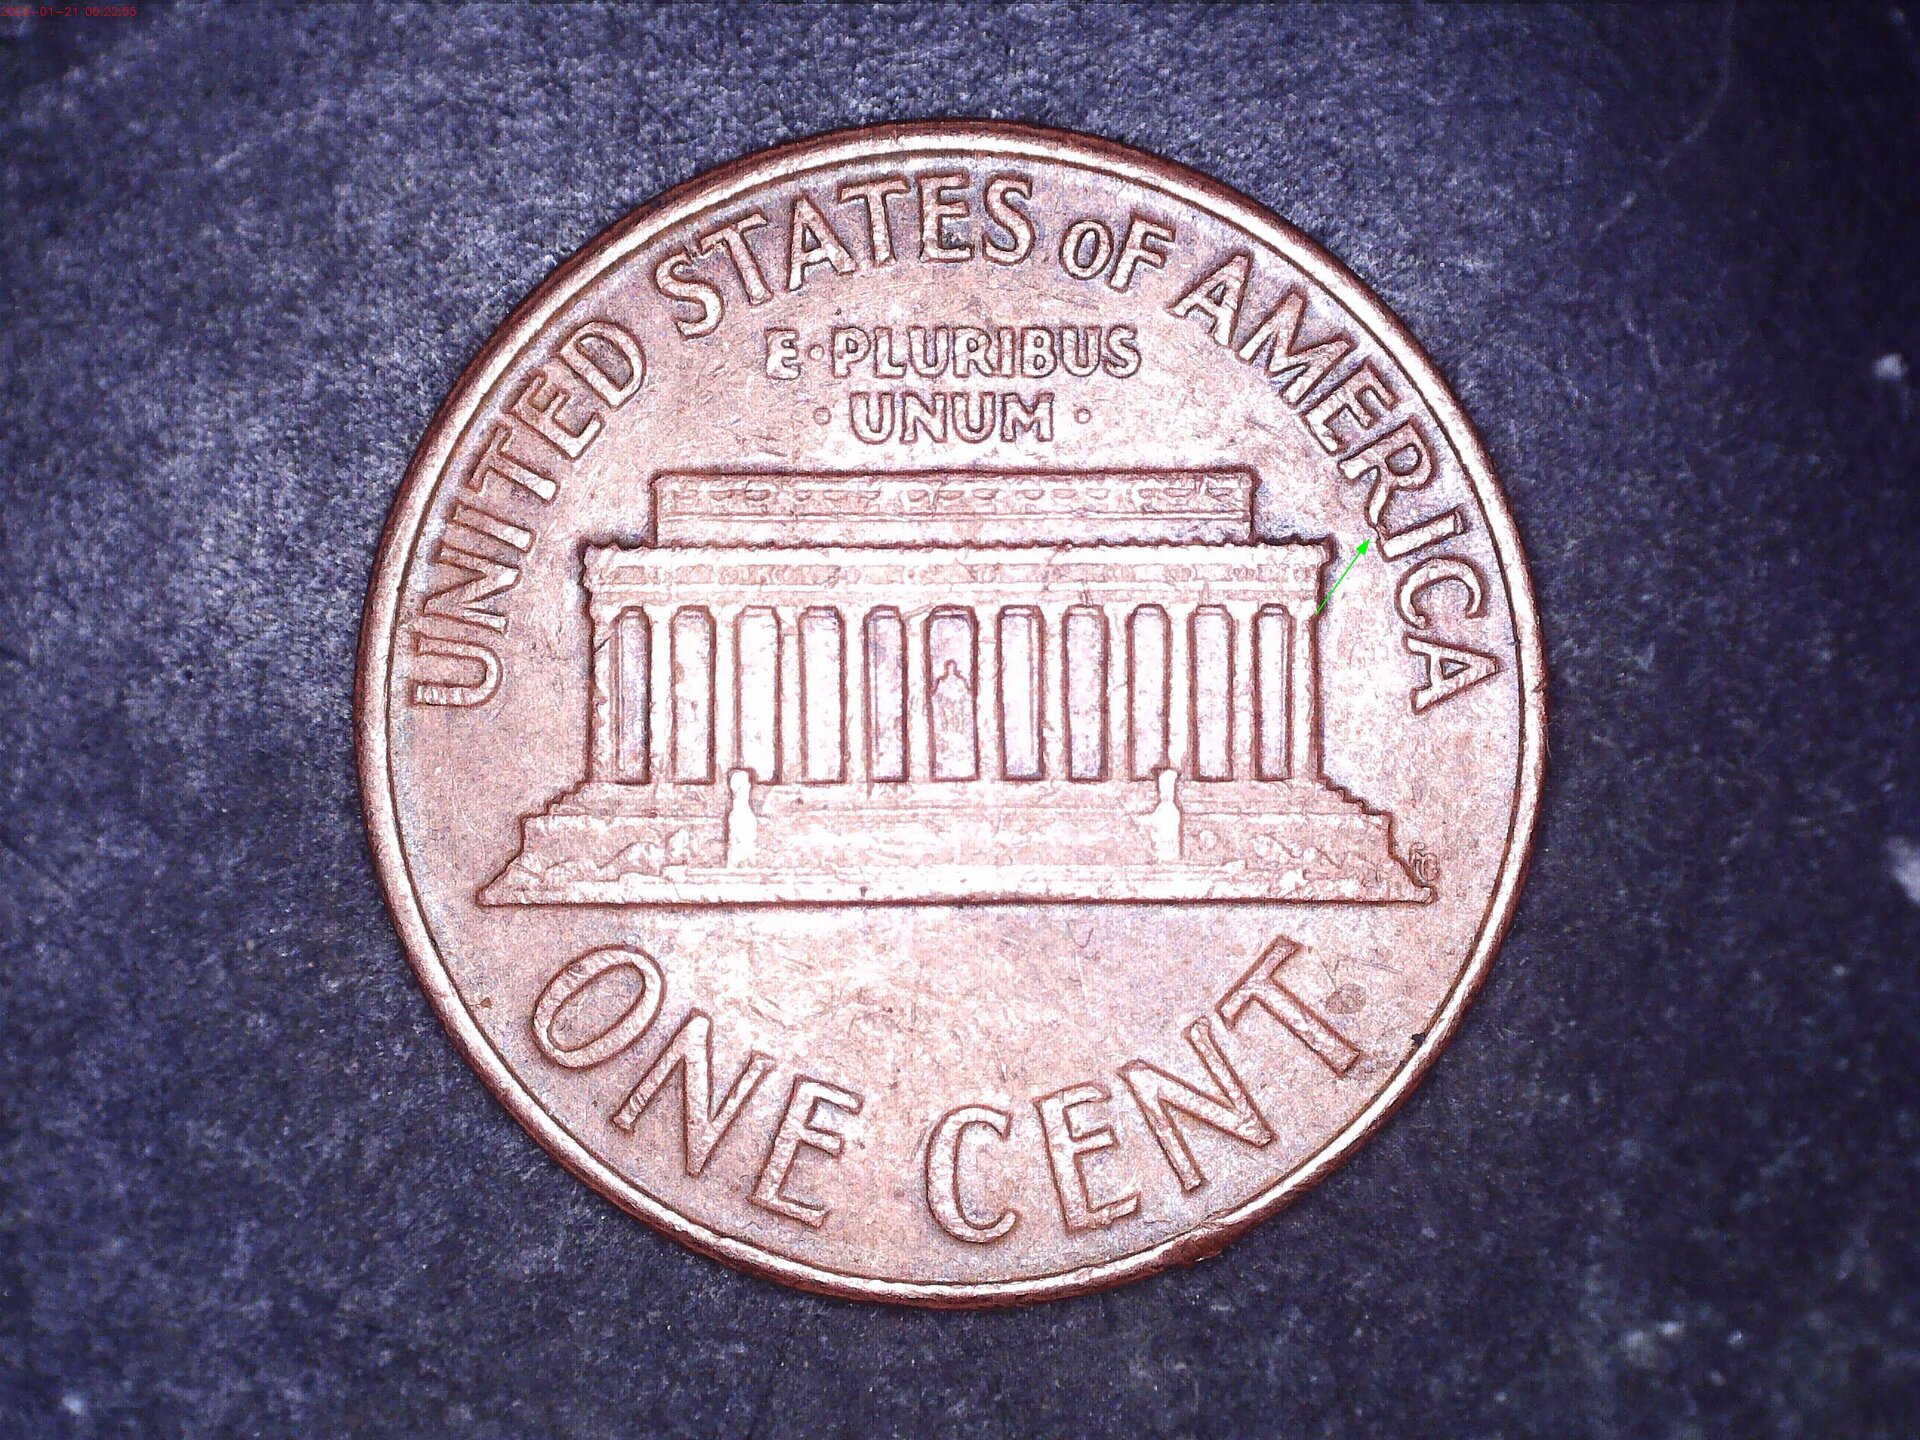 UNITED STATES OF AMERICA
E·PLURIBUS
·UNUM·
FG
ONE CENT